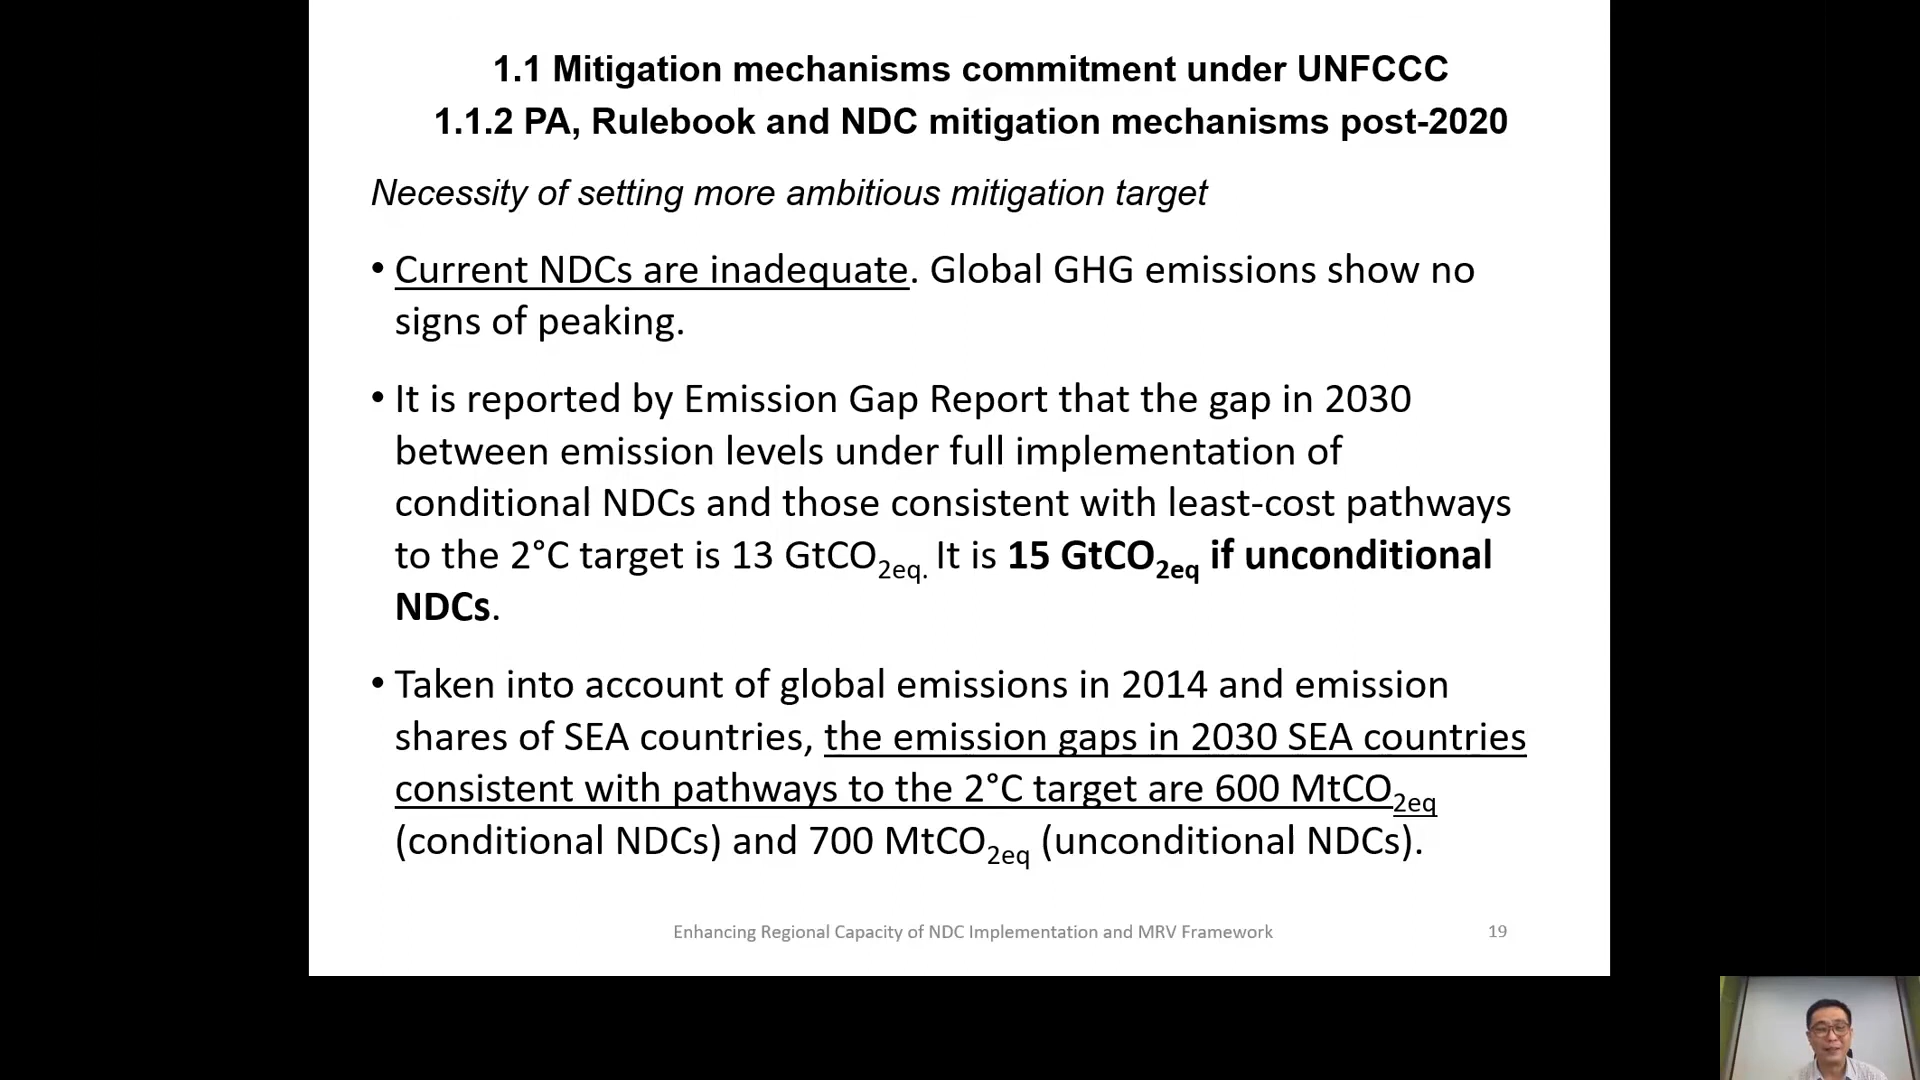 1.1 Mitigation mechanisms commitment under UNFCCC
1.1.2 PA, Rulebook and NDC mitigation mechanisms post-2020
Necessity of setting more ambitious mitigation target
• Current NDCs are inadequate. Global GHG emissions show no
signs of peaking.
• It is reported by Emission Gap Report that the gap in 2030
between emission levels under full implementation of
conditional NDCs and those consistent with least-cost pathways
to the 2°C target is 13 GtCO2eq. It is 15 GtCO2eq if unconditional
NDCs.
• Taken into account of global emissions in 2014 and emission
shares of SEA countries, the emission gaps in 2030 SEA countries
consistent with pathways to the 2°C target are 600 MtCO2eq
(conditional NDCs) and 700 MtCO2eq (unconditional NDCs).
Enhancing Regional Capacity of NDC Implementation and MRV Framework 19